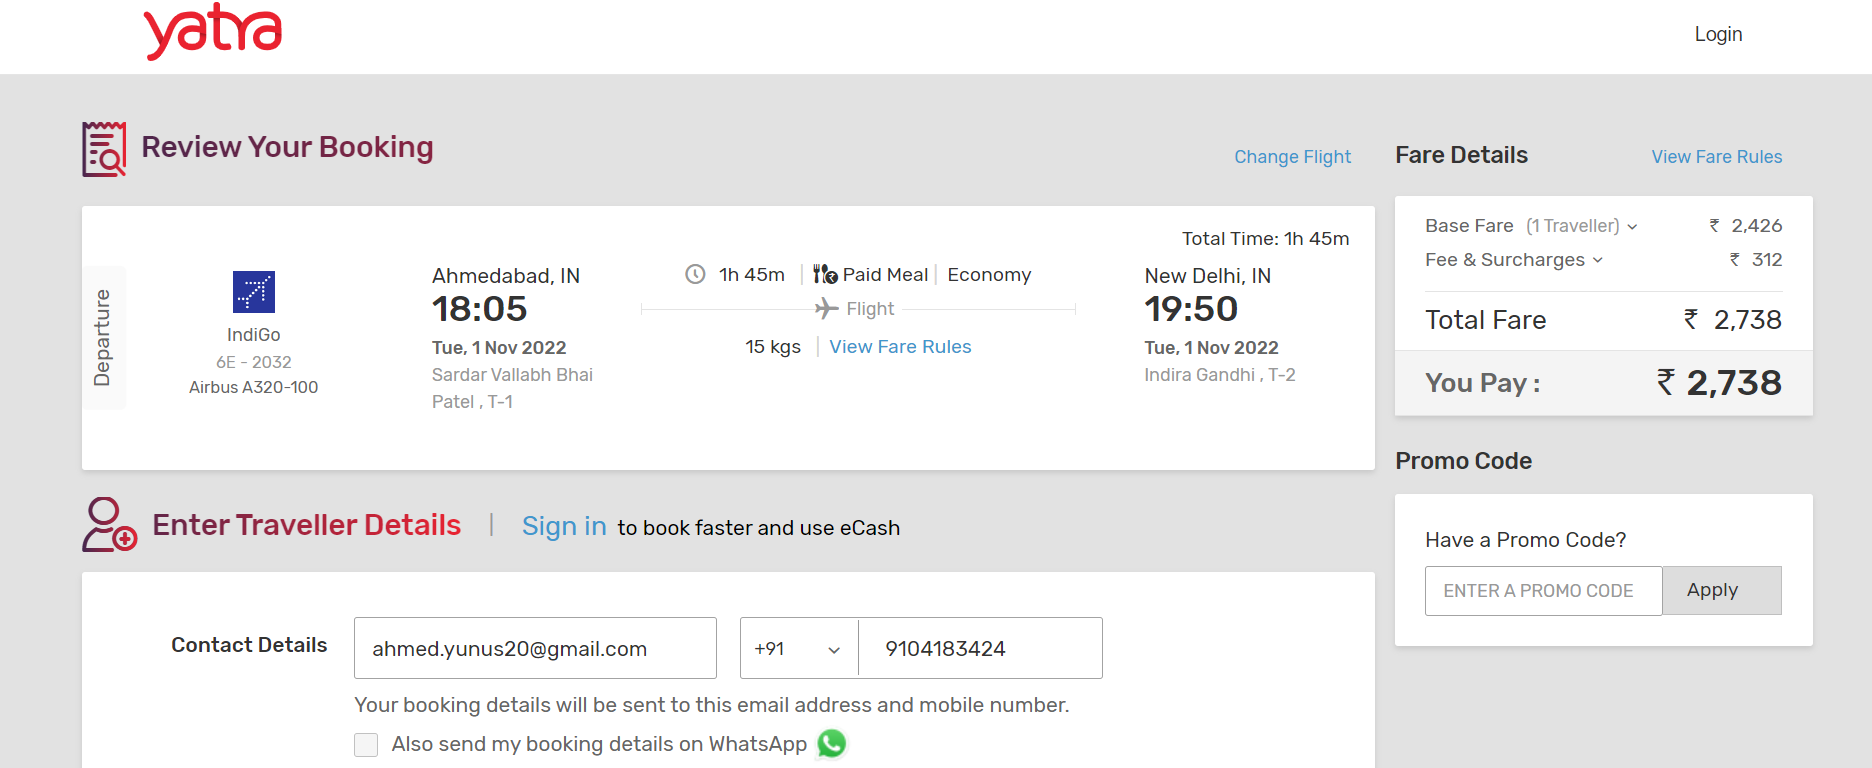 yatra
Login
Review Your Booking
Change Flight
Departure
IndiGo
6E - 2032
Airbus A320-100
Ahmedabad, IN
18:05
Tue, 1 Nov 2022
Sardar Vallabh Bhai
Patel , T-1
1h 45m | Paid Meal | Economy
Flight
15 kgs | View Fare Rules
Total Time: 1h 45m
New Delhi, IN
19:50
Tue, 1 Nov 2022
Indira Gandhi , T-2
Fare Details
View Fare Rules
Base Fare (1 Traveller) ₹ 2,426
Fee & Surcharges ₹ 312
Total Fare ₹ 2,738
You Pay : ₹ 2,738
Promo Code
Have a Promo Code?
ENTER A PROMO CODE Apply
Enter Traveller Details | Sign in to book faster and use eCash
Contact Details ahmed.yunus20@gmail.com +91 9104183424
Your booking details will be sent to this email address and mobile number.
Also send my booking details on WhatsApp